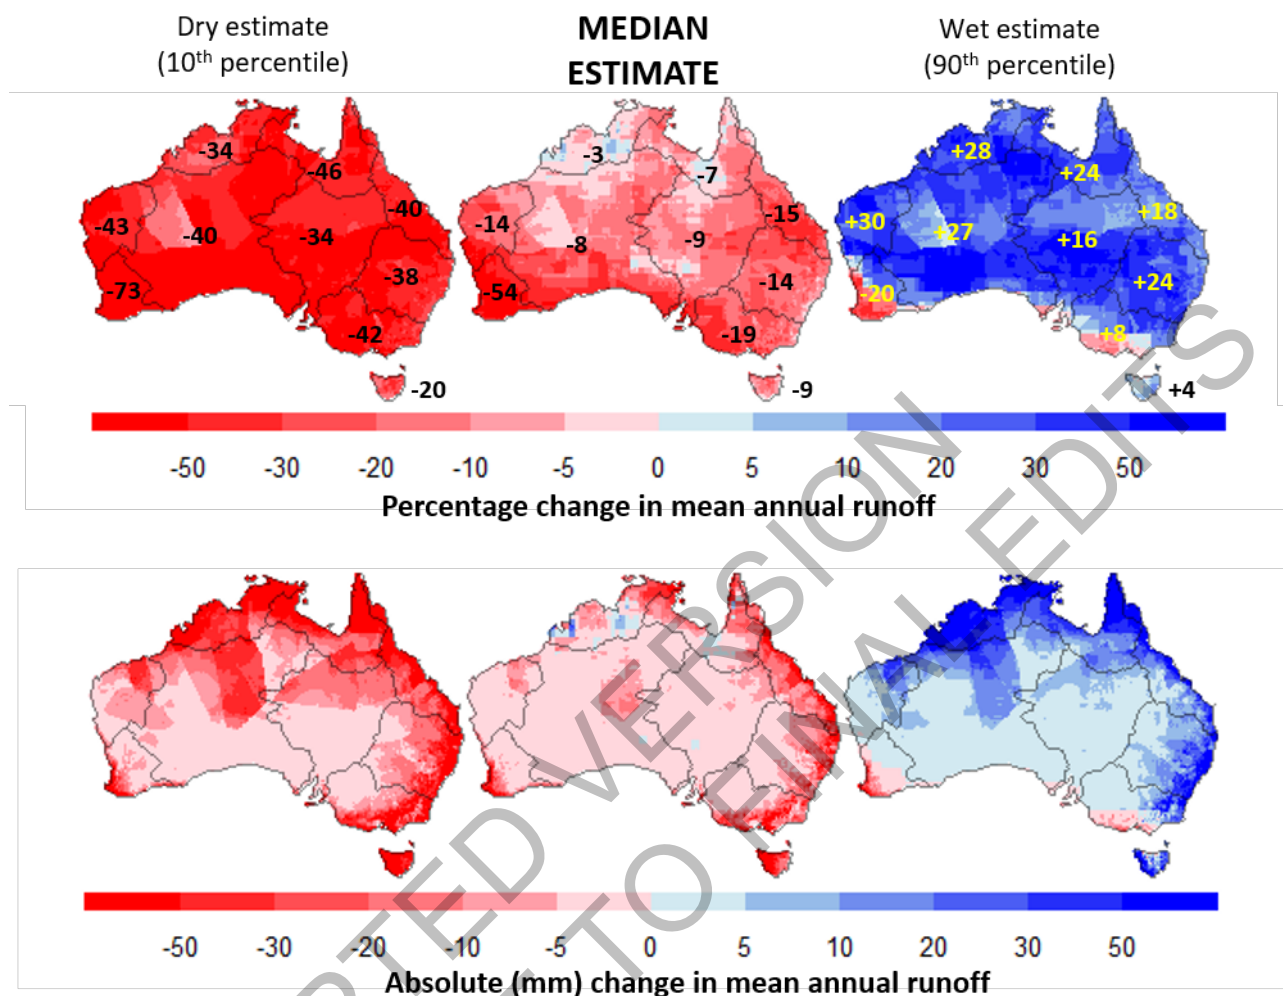 Dry estimate
(10th percentile)
MEDIAN
ESTIMATE
Wet estimate
(90th percentile)
-34
-46
-43
-40
-40
-34
-38
-73
-42
-20
-3
-7
-14
-15
-8
-9
-14
-54
-19
-9
+28
+24
+30
+18
+27
+16
+24
-20
+8
+4
-50 -30 -20 -10 -5 0 5 10 20 30 50
Percentage change in mean annual runoff
-50 -30 -20 -10 -5 0 5 10 20 30 50
Absolute (mm) change in mean annual runoff
RTED VERSION
TO FINAL EDITS